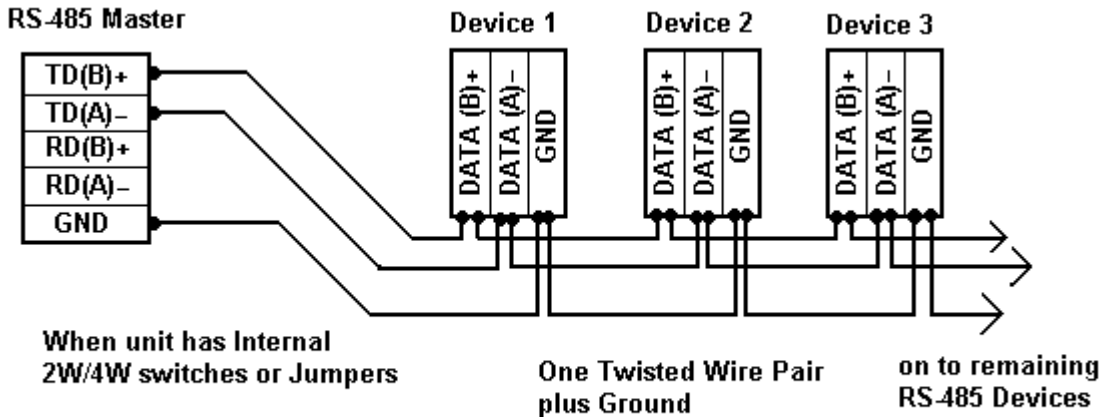 RS-485 Master
Device 1
Device 2
Device 3
TD(B)+
TD(A)-
RD(B)+
RD(A)-
GND
DATA (B)+
DATA (A)-
GND
DATA (B)+
DATA (A)-
GND
DATA (B)+
DATA (A)-
GND
When unit has Internal
2W/4W switches or Jumpers
One Twisted Wire Pair
plus Ground
on to remaining
RS-485 Devices